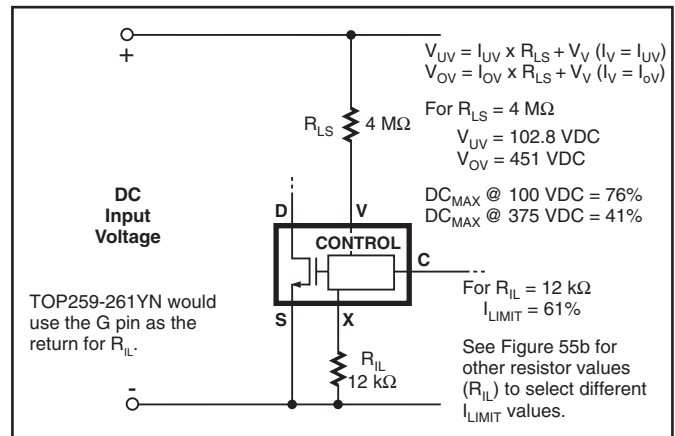 +
V_UV = I_UV x R_LS + V_V (I_V = I_UV)
V_OV = I_OV x R_LS + V_V (I_V = I_oV)
For R_LS = 4 MΩ
V_UV = 102.8 VDC
V_OV = 451 VDC
DC_MAX @ 100 VDC = 76%
DC_MAX @ 375 VDC = 41%
R_LS 4 MΩ
DC
Input
Voltage
D
V
CONTROL
C
S
X
For R_IL = 12 kΩ
I_LIMIT = 61%
TOP259-261YN would
use the G pin as the
return for R_IL.
R_IL
12 kΩ
See Figure 55b for
other resistor values
(R_IL) to select different
I_LIMIT values.
-